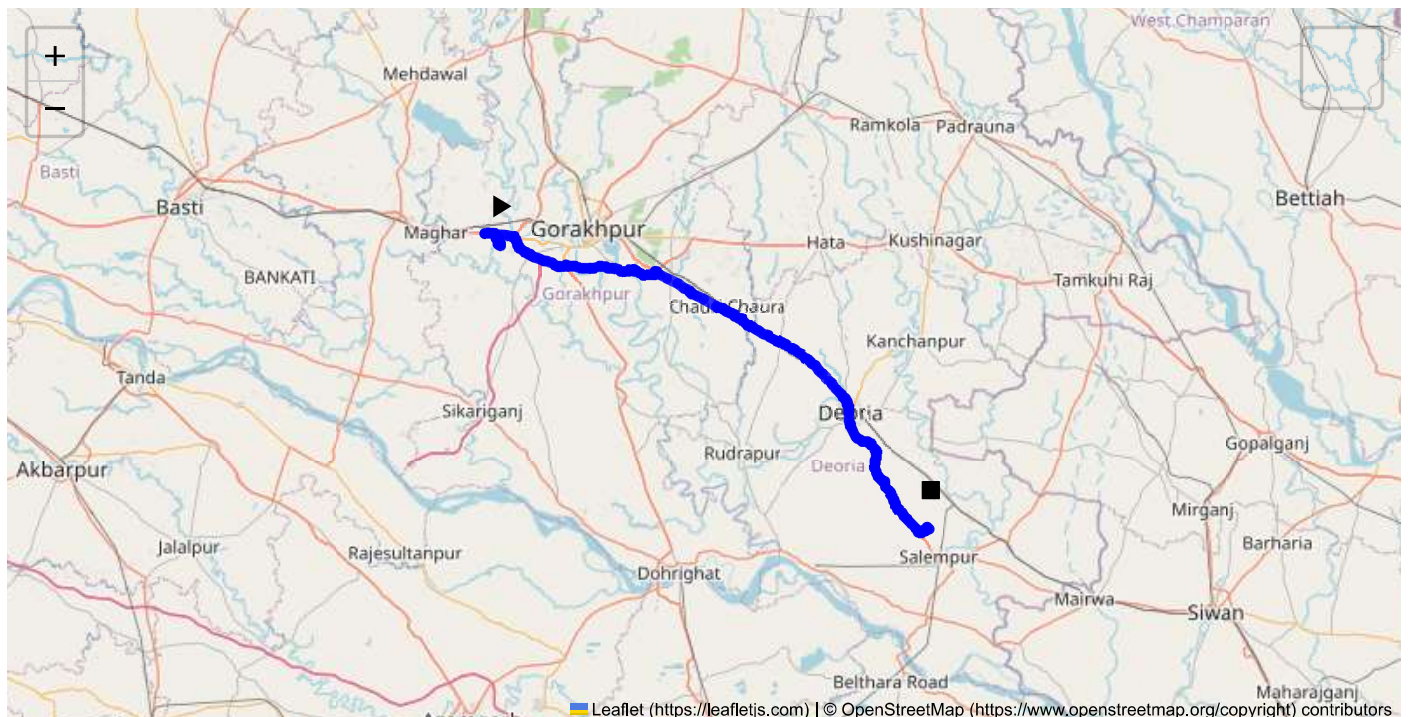 West Champaran
+
Mehdawal
−
Ramkola
Padrauna
Basti
Bettiah
Basti
Maghar
Gorakhpur
Hata
Kushinagar
BANKATI
Tamkuhi Raj
Gorakhpur
Chauri Chaura
Kanchanpur
Tanda
Sikariganj
Deoria
Gopalganj
Rudrapur
Deoria
Akbarpur
Mirganj
Jalalpur
Rajesultanpur
Barharia
Salempur
Dohrighat
Mairwa
Siwan
Belthara Road
Maharajganj
Leaflet (https://leafletjs.com) | © OpenStreetMap (https://www.openstreetmap.org/copyright) contributors